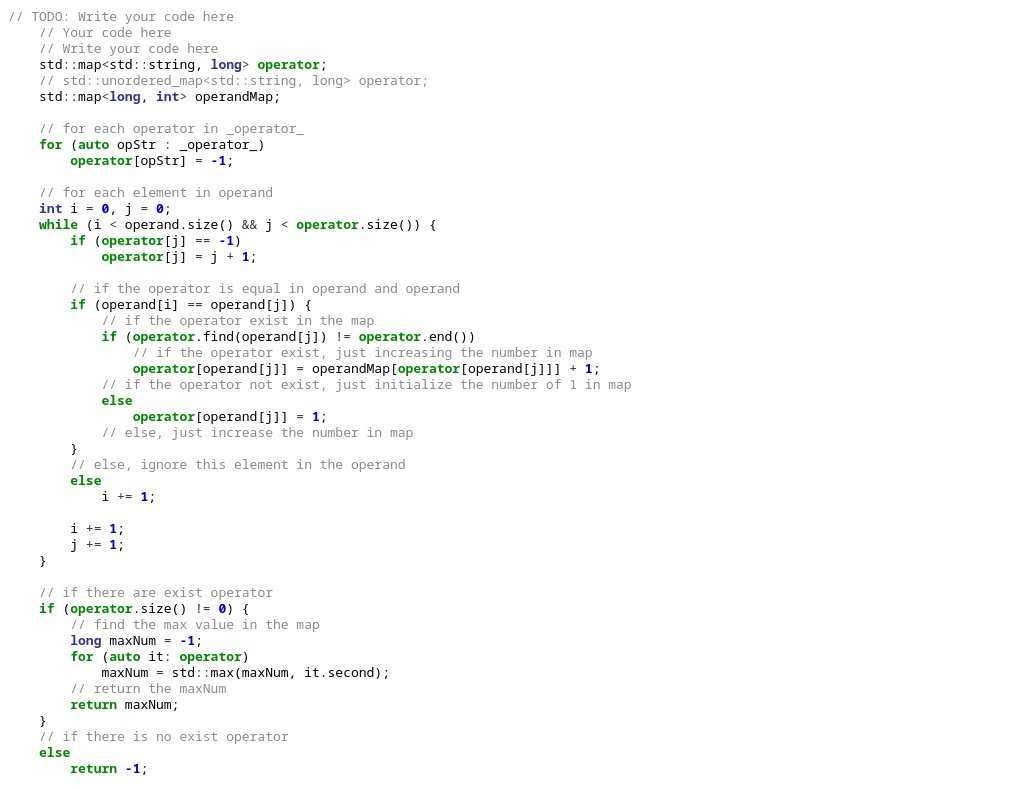 // TODO: Write your code here
    // Your code here
    // Write your code here
    std::map<std::string, long> operator;
    // std::unordered_map<std::string, long> operator;
    std::map<long, int> operandMap;

    // for each operator in _operator_
    for (auto opStr : _operator_)
        operator[opStr] = -1;

    // for each element in operand
    int i = 0, j = 0;
    while (i < operand.size() && j < operator.size()) {
        if (operator[j] == -1)
            operator[j] = j + 1;

        // if the operator is equal in operand and operand
        if (operand[i] == operand[j]) {
            // if the operator exist in the map
            if (operator.find(operand[j]) != operator.end())
                // if the operator exist, just increasing the number in map
                operator[operand[j]] = operandMap[operator[operand[j]]] + 1;
            // if the operator not exist, just initialize the number of 1 in map
            else
                operator[operand[j]] = 1;
            // else, just increase the number in map
        }
        // else, ignore this element in the operand
        else
            i += 1;

        i += 1;
        j += 1;
    }

    // if there are exist operator
    if (operator.size() != 0) {
        // find the max value in the map
        long maxNum = -1;
        for (auto it: operator)
            maxNum = std::max(maxNum, it.second);
        // return the maxNum
        return maxNum;
    }
    // if there is no exist operator
    else
        return -1;